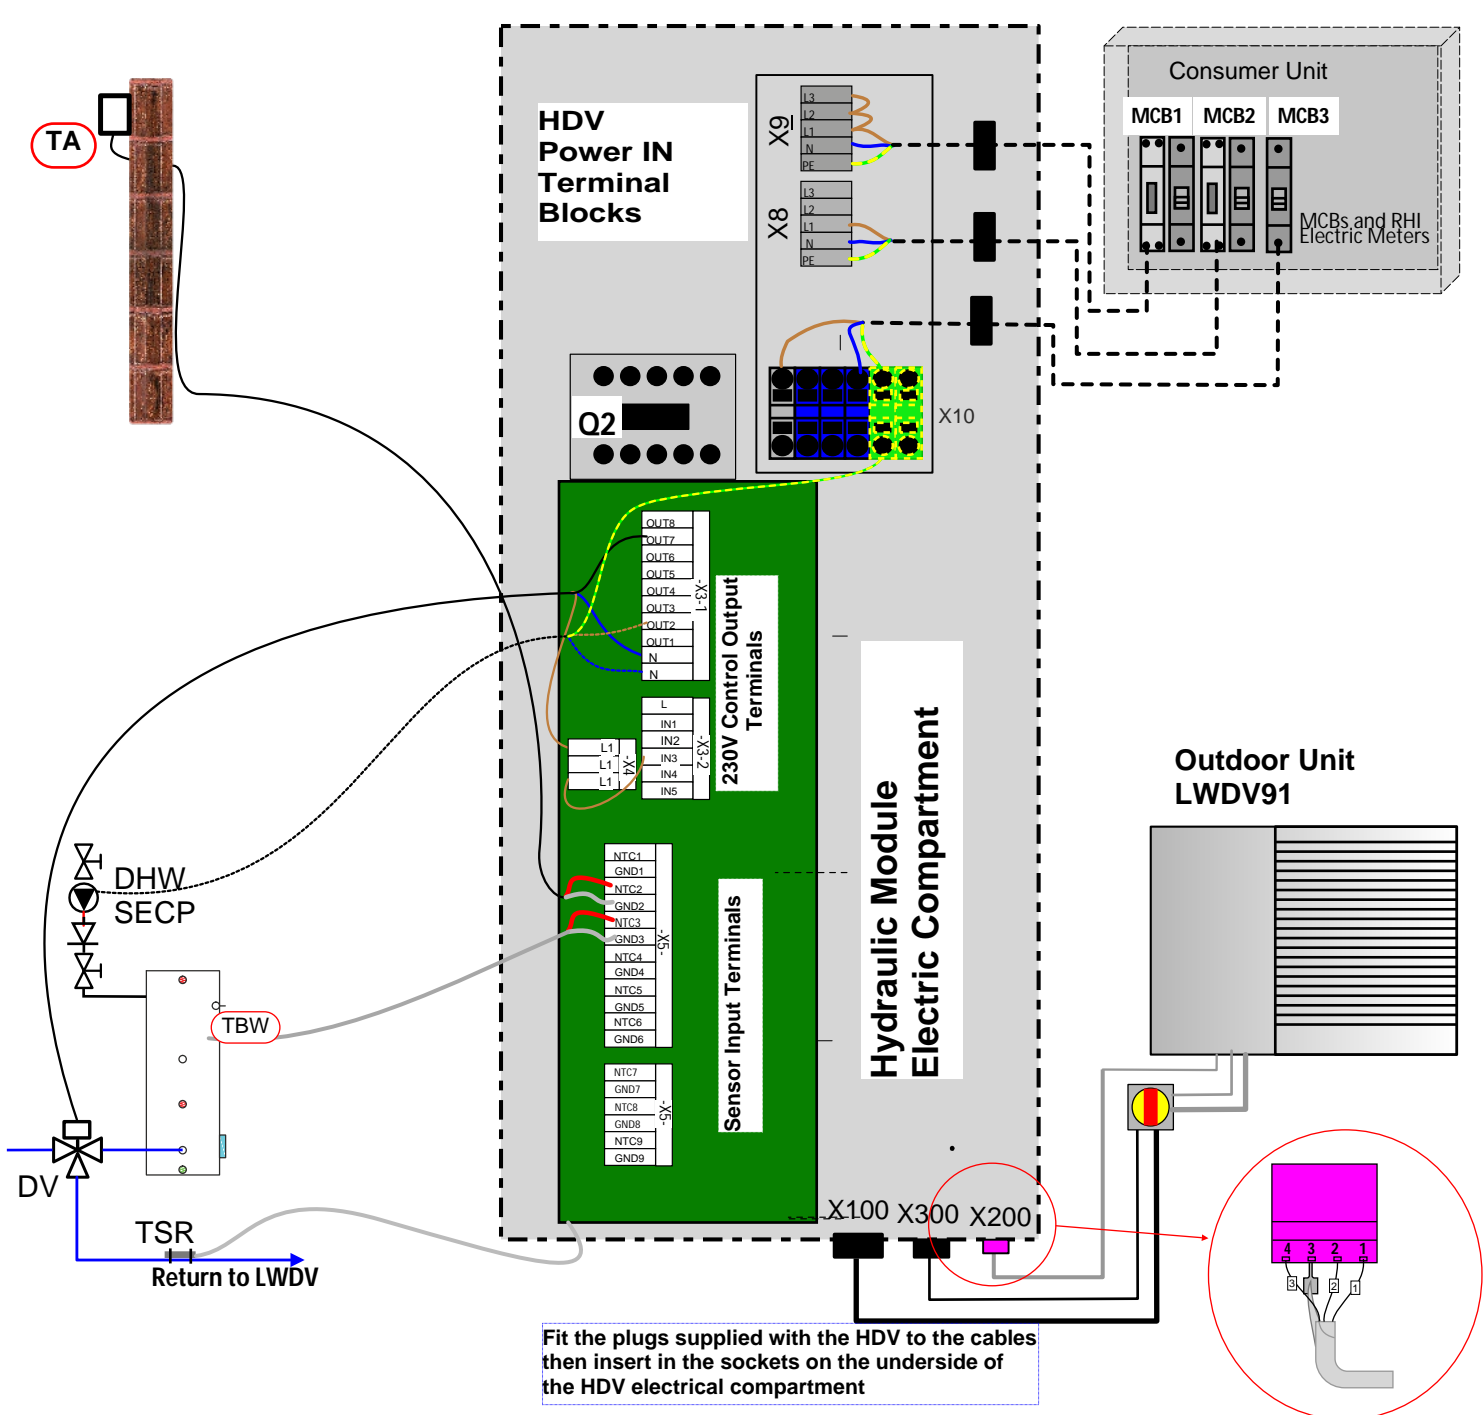 TA
HDV
Power IN
Terminal
Blocks
X9
L3
L2
L1
N
PE
X8
L3
L2
L1
N
PE
Consumer Unit
MCB1
MCB2
MCB3
MCBs and RHI
Electric Meters
X10
Q2
OUT8
OUT7
OUT6
OUT5
OUT4
OUT3
OUT2
OUT1
N
N
-X3-1
L
IN1
IN2
IN3
IN4
IN5
-X3-2
L1
L1
L1
-X4
230V Control Output
Terminals
Hydraulic Module
Electric Compartment
NTC1
GND1
NTC2
GND2
NTC3
GND3
NTC4
GND4
NTC5
GND5
NTC6
GND6
-X5-
NTC7
GND7
NTC8
GND8
NTC9
GND9
-X5-
Sensor Input Terminals
Outdoor Unit
LWDV91
DHW
SECP
TBW
DV
TSR
Return to LWDV
X100
X300
X200
4 3 2 1
3
2
1
Fit the plugs supplied with the HDV to the cables
then insert in the sockets on the underside of
the HDV electrical compartment